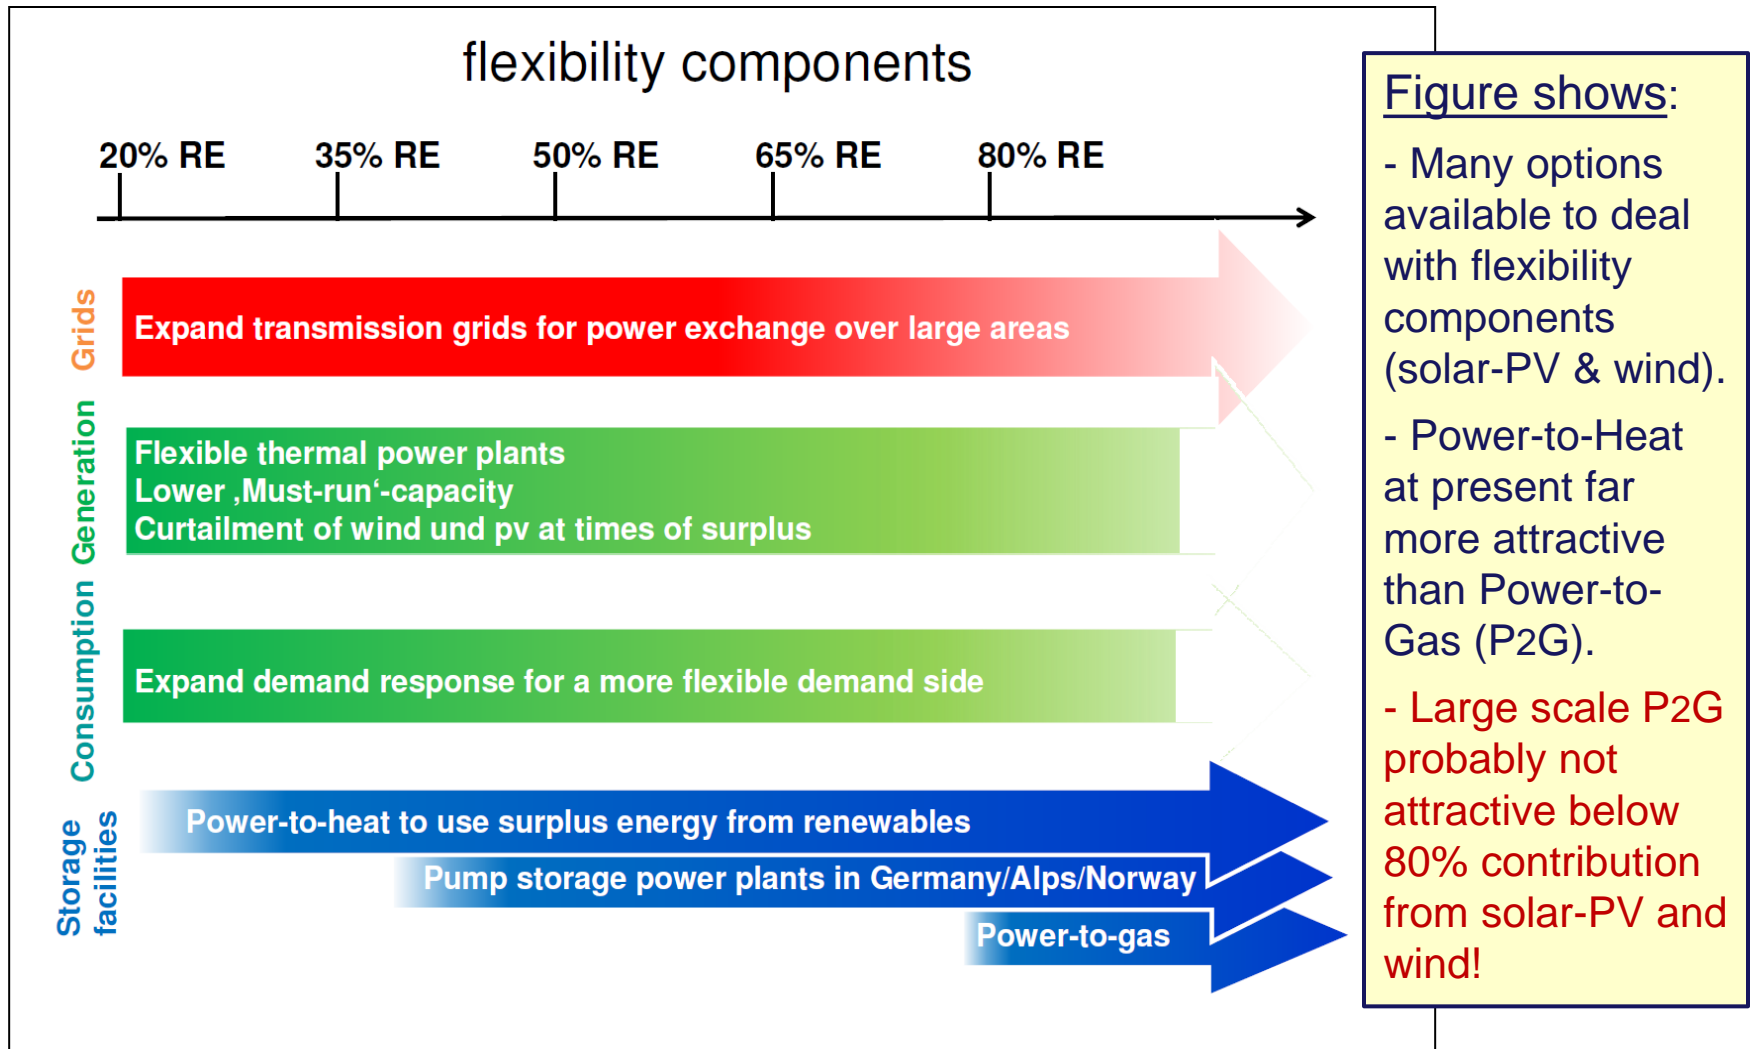 flexibility components
20% RE 35% RE 50% RE 65% RE 80% RE
Grids
Expand transmission grids for power exchange over large areas
Generation
Flexible thermal power plants
Lower ‚Must-run‘-capacity
Curtailment of wind und pv at times of surplus
Consumption
Expand demand response for a more flexible demand side
Storage
facilities
Power-to-heat to use surplus energy from renewables
Pump storage power plants in Germany/Alps/Norway
Power-to-gas
Figure shows:
- Many options
available to deal
with flexibility
components
(solar-PV & wind).
- Power-to-Heat
at present far
more attractive
than Power-to-
Gas (P2G).
- Large scale P2G
probably not
attractive below
80% contribution
from solar-PV and
wind!